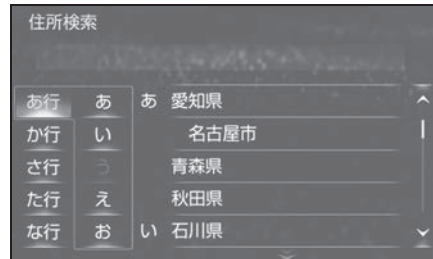 住所検索
あ行 あ あ 愛知県
か行 い 名古屋市
さ行 う 青森県
た行 え 秋田県
な行 お い 石川県